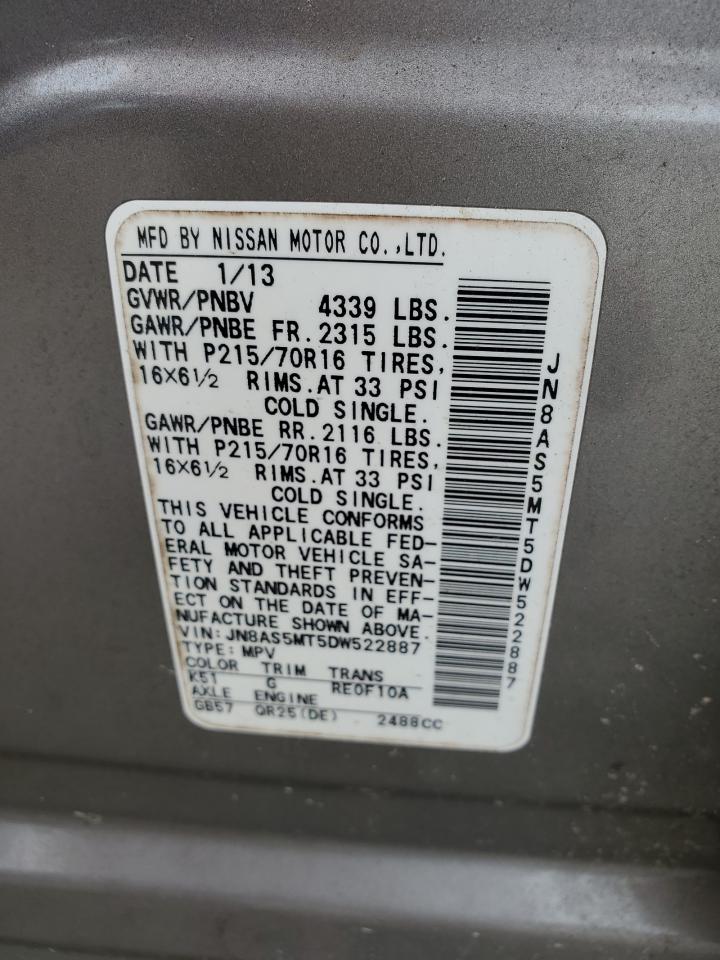 MFD BY NISSAN MOTOR CO.,LTD.
DATE 1/13
GVWR/PNBV 4339 LBS.
GAWR/PNBE FR. 2315 LBS.
WITH P215/70R16 TIRES,
16X6½ RIMS. AT 33 PSI
COLD SINGLE.
GAWR/PNBE RR. 2116 LBS.
WITH P215/70R16 TIRES,
16X6½ RIMS. AT 33 PSI
COLD SINGLE.
THIS VEHICLE CONFORMS
TO ALL APPLICABLE FED-
ERAL MOTOR VEHICLE SA-
FETY AND THEFT PREVEN-
TION STANDARDS IN EFF-
ECT ON THE DATE OF MA-
NUFACTURE SHOWN ABOVE.
VIN: JN8AS5MT5DW522887
TYPE: MPV
COLOR TRIM TRANS
K51 G RE0F10A
AXLE ENGINE
GB57 QR25(DE) 2488CC
JN8AS5MT5DW522887